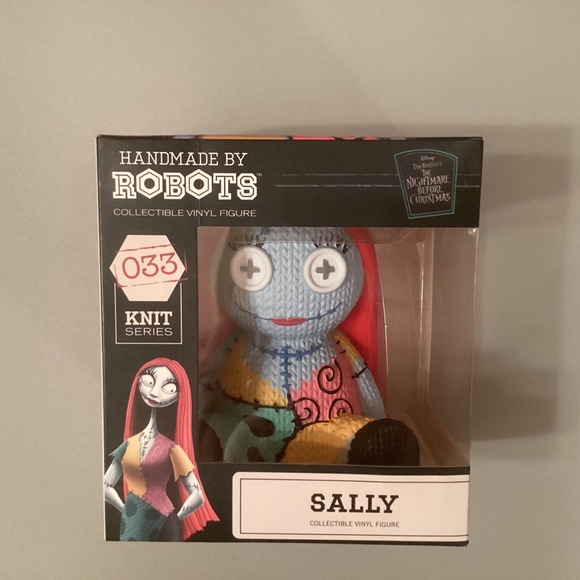 HANDMADE BY
ROBOTS™
COLLECTIBLE VINYL FIGURE
Disney
Tim Burton's
THE
NIGHTMARE
BEFORE
CHRISTMAS
033
KNIT
SERIES
SALLY
COLLECTIBLE VINYL FIGURE